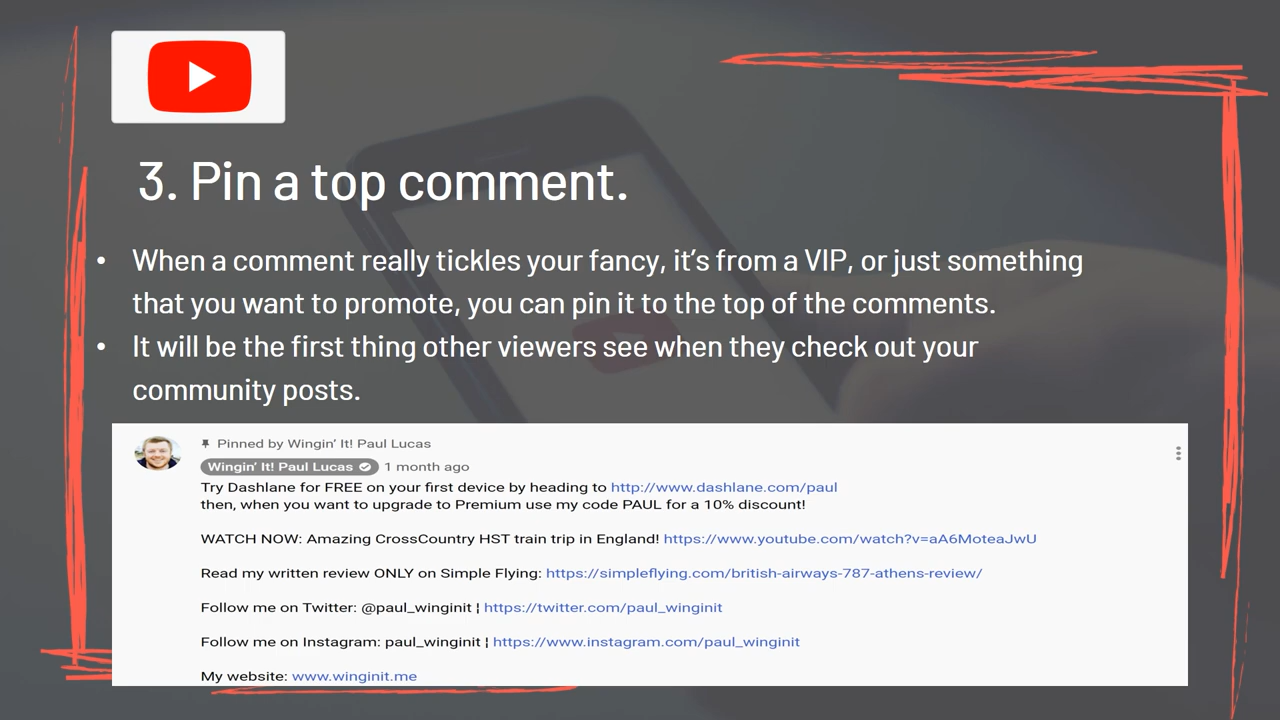 3. Pin a top comment.
• When a comment really tickles your fancy, it’s from a VIP, or just something
that you want to promote, you can pin it to the top of the comments.
• It will be the first thing other viewers see when they check out your
community posts.
Pinned by Wingin’ It! Paul Lucas
Wingin’ It! Paul Lucas 1 month ago
Try Dashlane for FREE on your first device by heading to http://www.dashlane.com/paul
then, when you want to upgrade to Premium use my code PAUL for a 10% discount!
WATCH NOW: Amazing CrossCountry HST train trip in England! https://www.youtube.com/watch?v=aA6MoteaJwU
Read my written review ONLY on Simple Flying: https://simpleflying.com/british-airways-787-athens-review/
Follow me on Twitter: @paul_winginit ¦ https://twitter.com/paul_winginit
Follow me on Instagram: paul_winginit ¦ https://www.instagram.com/paul_winginit
My website: www.winginit.me